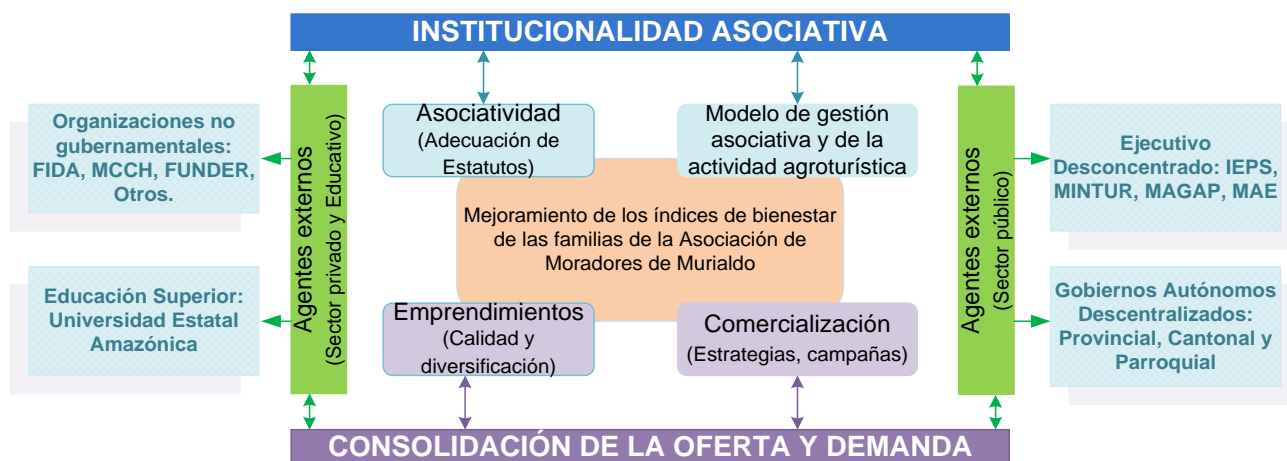 INSTITUCIONALIDAD ASOCIATIVA
Organizaciones no
gubernamentales:
FIDA, MCCH, FUNDER,
Otros.
Educación Superior:
Universidad Estatal
Amazónica
Agentes externos
(Sector privado y Educativo)
Asociatividad
(Adecuación de
Estatutos)
Modelo de gestión
asociativa y de la
actividad agroturística
Mejoramiento de los índices de bienestar
de las familias de la Asociación de
Moradores de Murialdo
Emprendimientos
(Calidad y
diversificación)
Comercialización
(Estrategias, campañas)
Agentes externos
(Sector público)
Ejecutivo
Desconcentrado: IEPS,
MINTUR, MAGAP, MAE
Gobiernos Autónomos
Descentralizados:
Provincial, Cantonal y
Parroquial
CONSOLIDACIÓN DE LA OFERTA Y DEMANDA